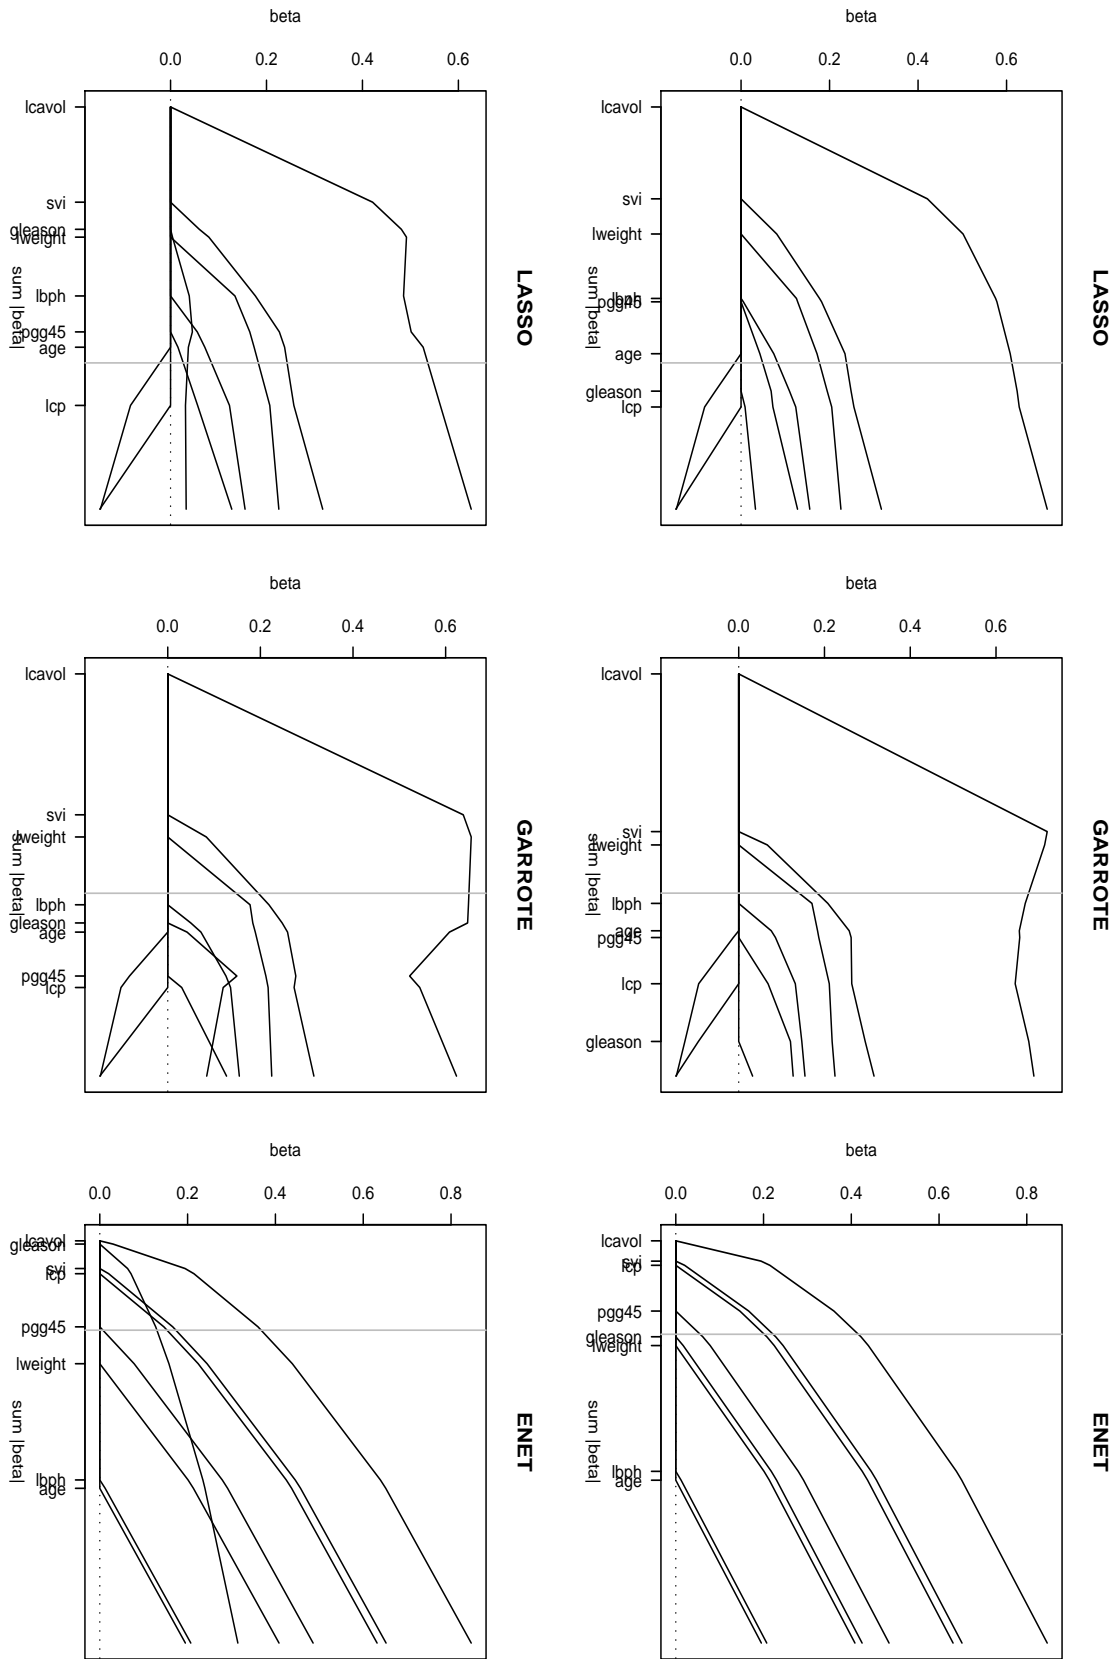 beta
0.0 0.2 0.4 0.6
lcavol
svi
gleason
lweight
lbph
pgg45
age
lcp
sum |beta|
LASSO
beta
0.0 0.2 0.4 0.6
lcavol
svi
lweight
lbph
pgg45
age
gleason
lcp
sum |beta|
LASSO
beta
0.0 0.2 0.4 0.6
lcavol
svi
lweight
lbph
gleason
age
pgg45
lcp
sum |beta|
GARROTE
beta
0.0 0.2 0.4 0.6
lcavol
svi
lweight
lbph
age
pgg45
lcp
gleason
sum |beta|
GARROTE
beta
0.0 0.2 0.4 0.6 0.8
lcavol
gleason
svi
lcp
pgg45
lweight
lbph
age
sum |beta|
ENET
beta
0.0 0.2 0.4 0.6 0.8
lcavol
svi
lcp
pgg45
gleason
lweight
lbph
age
sum |beta|
ENET